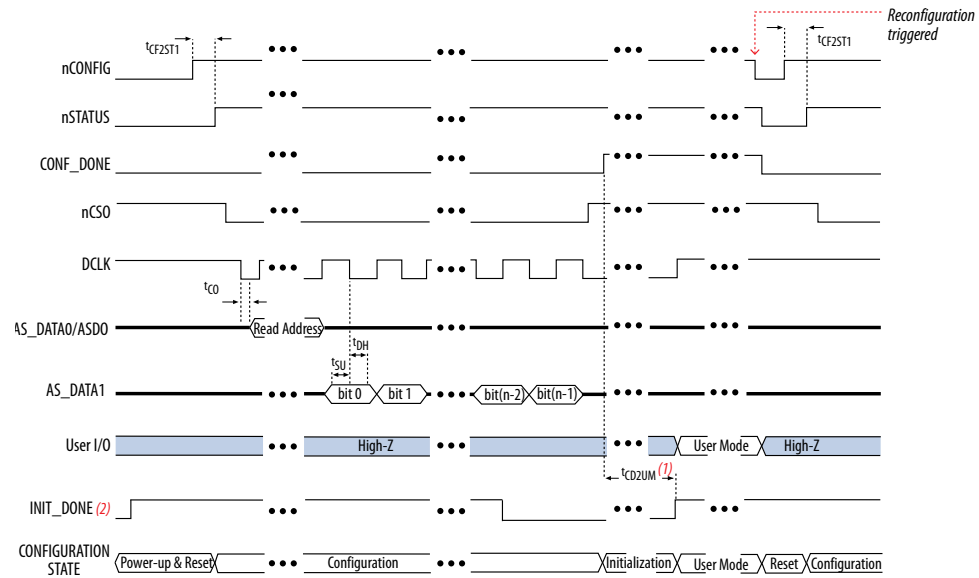 Reconfiguration
triggered
tCF2ST1
tCF2ST1
nCONFIG
nSTATUS
CONF_DONE
nCSO
DCLK
tCO
AS_DATA0/ASDO
Read Address
tSU
tDH
AS_DATA1
bit 0 bit 1 bit(n-2) bit(n-1)
User I/O
High-Z User Mode High-Z
tCD2UM (1)
INIT_DONE (2)
CONFIGURATION
STATE
Power-up & Reset Configuration Initialization User Mode Reset Configuration